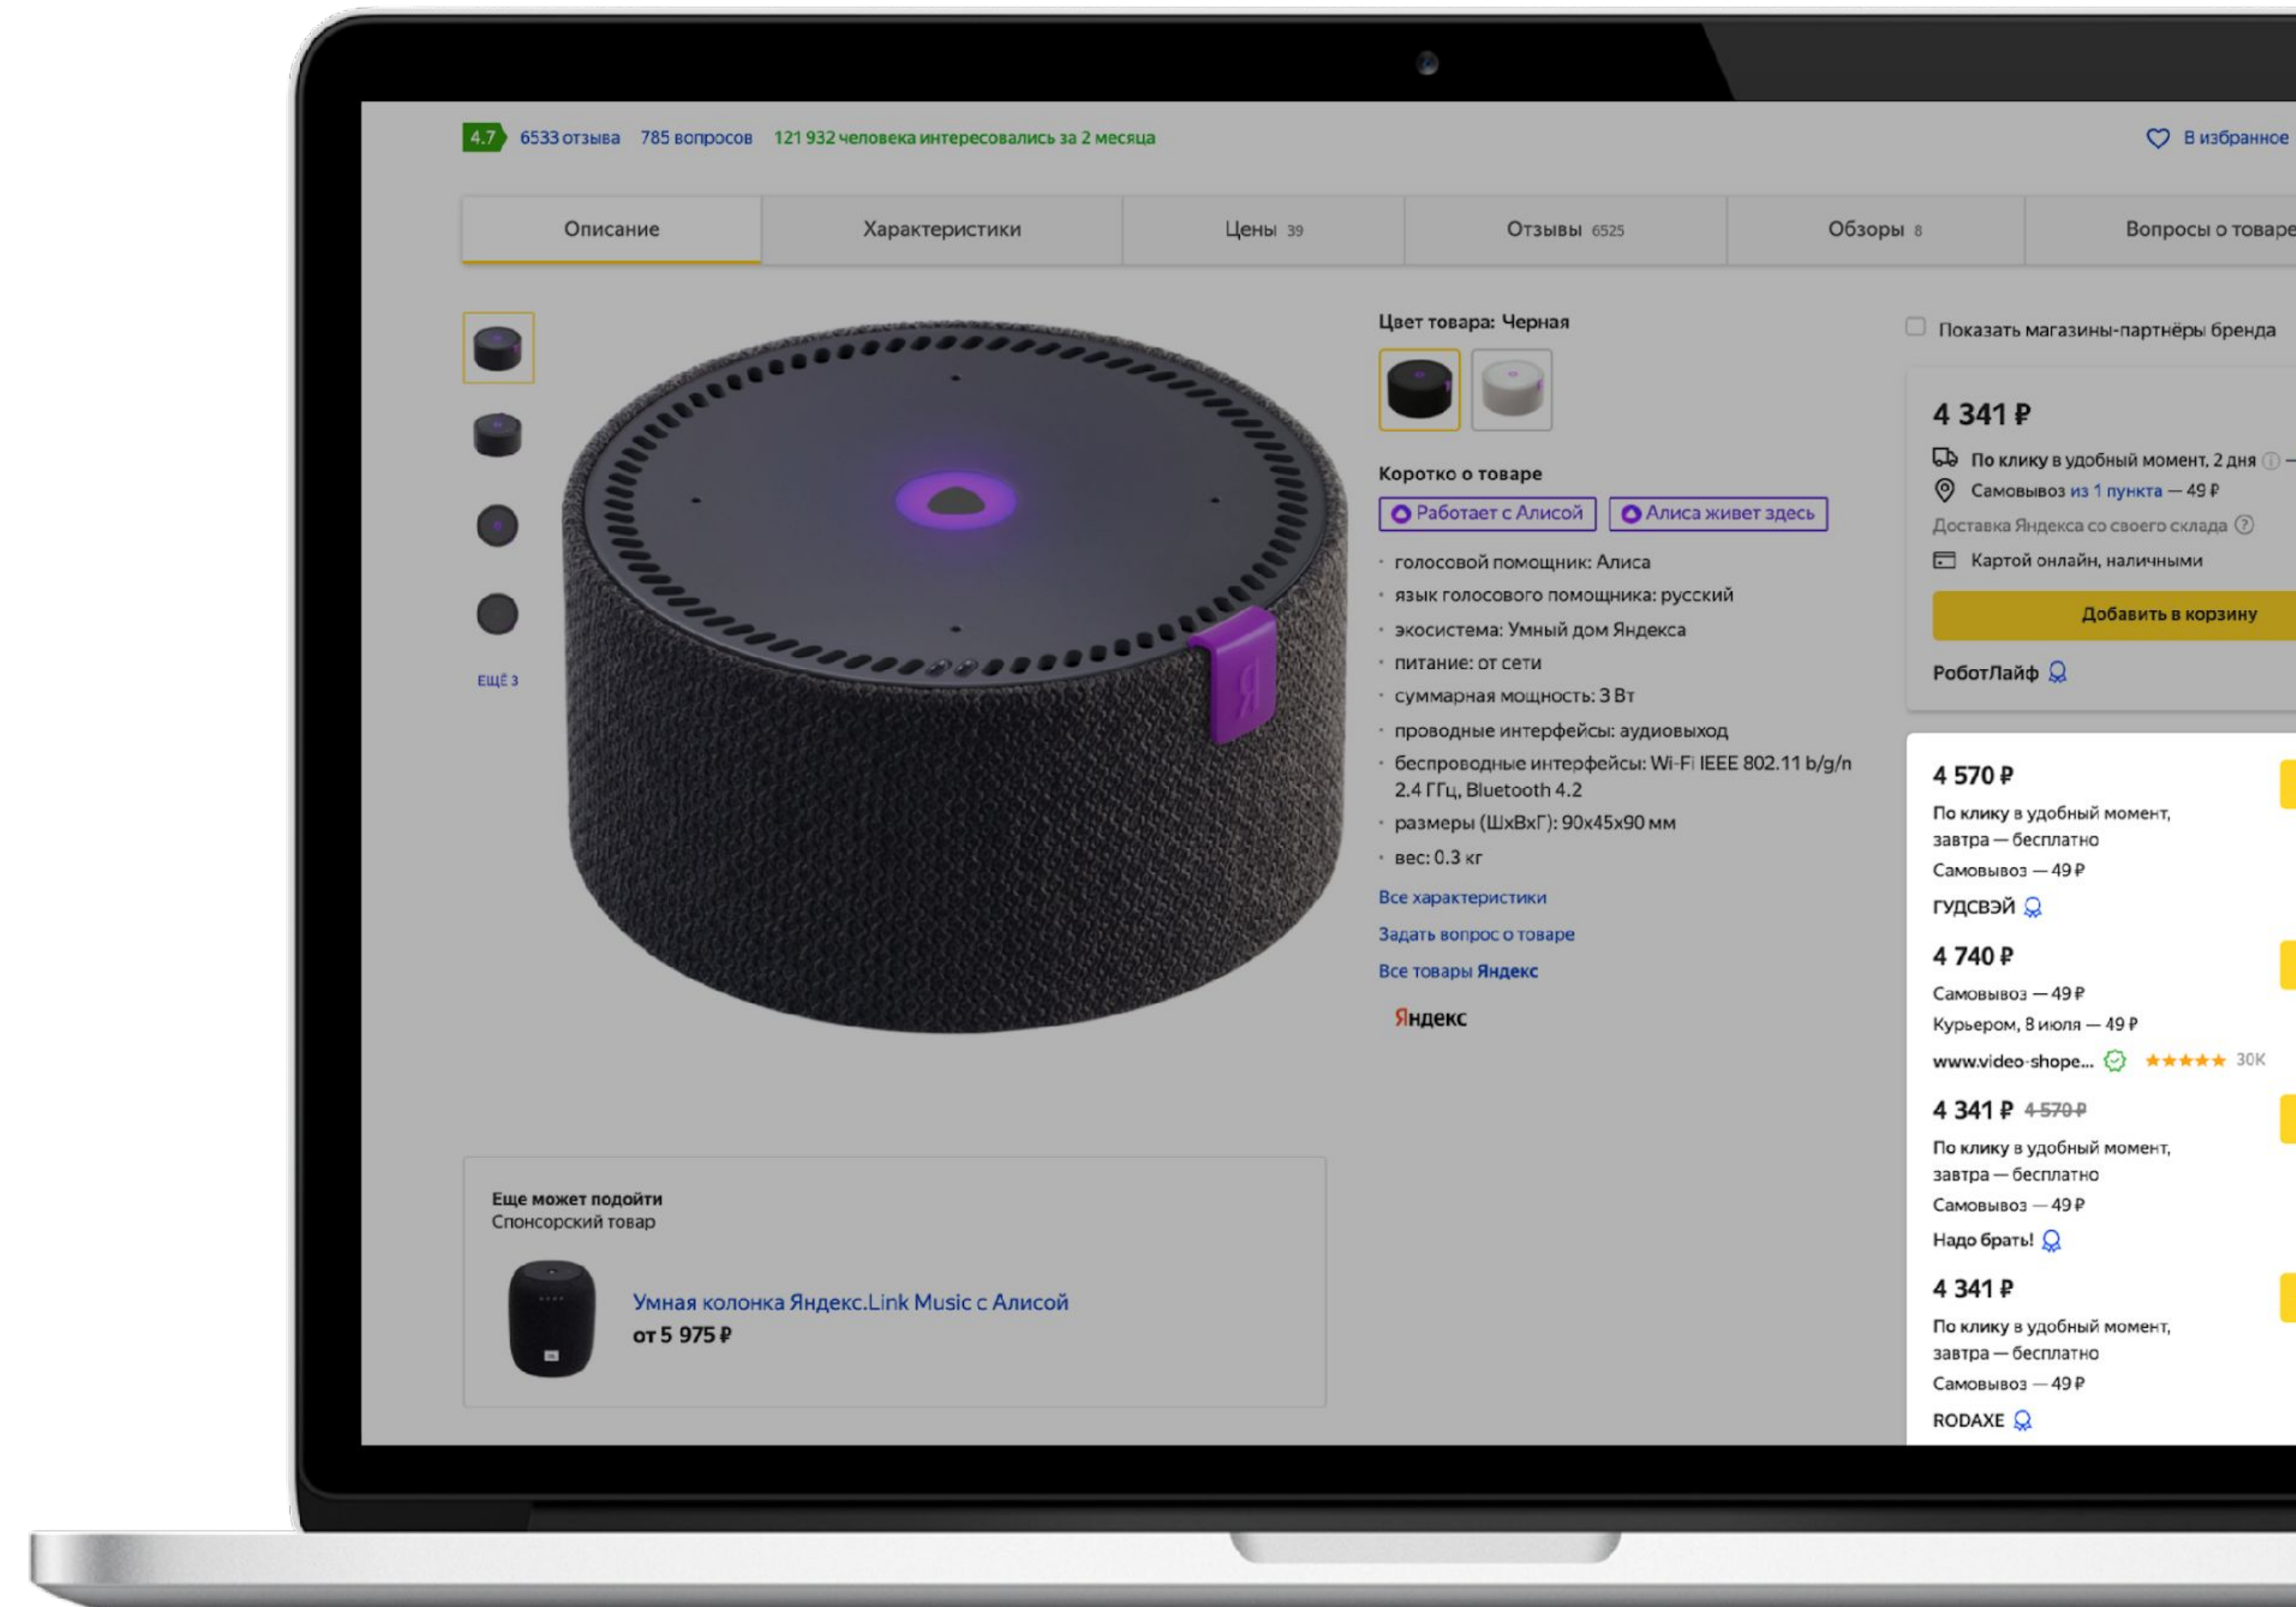 4.7 6533 отзыва 785 вопросов 121 932 человека интересовались за 2 месяца
В избранное
Описание
Характеристики
Цены 39
Отзывы 6525
Обзоры 8
Вопросы о товаре
ЕЩЁ 3
Я
Цвет товара: Черная
Коротко о товаре
Работает с Алисой
Алиса живет здесь
· голосовой помощник: Алиса
· язык голосового помощника: русский
· экосистема: Умный дом Яндекса
· питание: от сети
· суммарная мощность: 3 Вт
· проводные интерфейсы: аудиовыход
· беспроводные интерфейсы: Wi-Fi IEEE 802.11 b/g/n
2.4 ГГц, Bluetooth 4.2
· размеры (ШxВxГ): 90x45x90 мм
· вес: 0.3 кг
Все характеристики
Задать вопрос о товаре
Все товары Яндекс
Яндекс
Показать магазины-партнёры бренда
4 341 ₽
По клику в удобный момент, 2 дня —
Самовывоз из 1 пункта — 49 ₽
Доставка Яндекса со своего склада ?
Картой онлайн, наличными
Добавить в корзину
РоботЛайф
4 570 ₽
По клику в удобный момент,
завтра — бесплатно
Самовывоз — 49 ₽
ГУДСВЭЙ
4 740 ₽
Самовывоз — 49 ₽
Курьером, 8 июля — 49 ₽
www.video-shope... 30K
4 341 ₽ 4 570 ₽
По клику в удобный момент,
завтра — бесплатно
Самовывоз — 49 ₽
Надо брать!
4 341 ₽
По клику в удобный момент,
завтра — бесплатно
Самовывоз — 49 ₽
RODAXE
Еще может подойти
Спонсорский товар
Умная колонка Яндекс.Link Music с Алисой
от 5 975 ₽